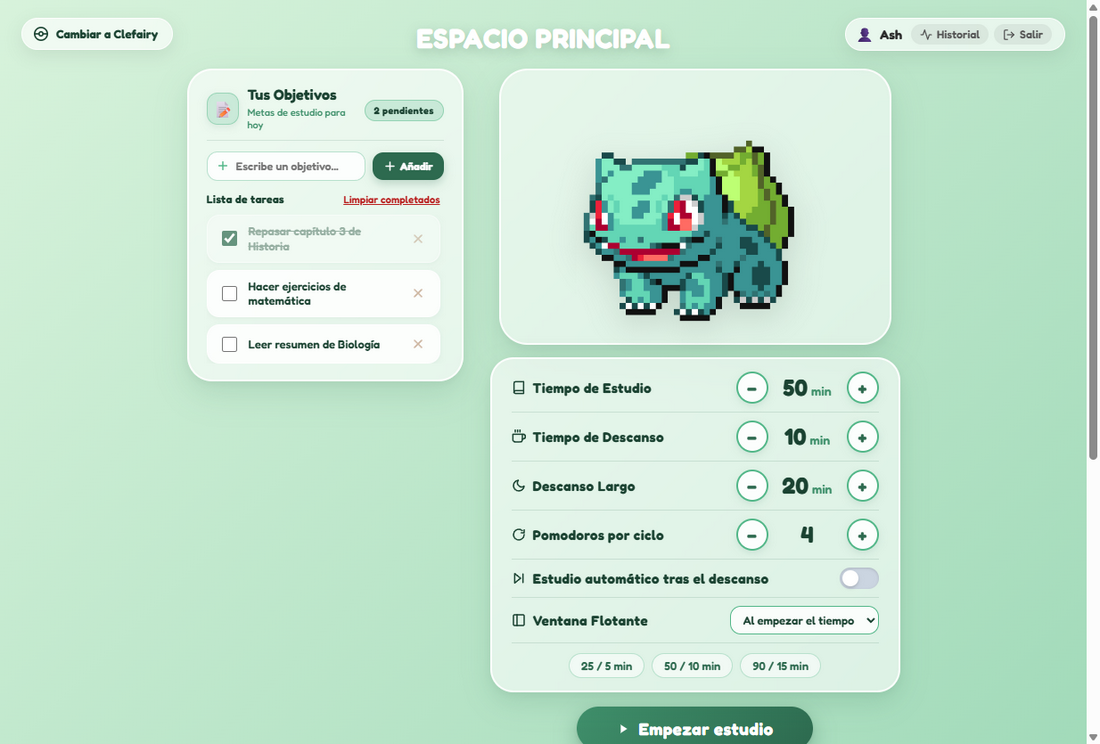 Cambiar a Clefairy
ESPACIO PRINCIPAL
Ash
Historial
Salir
Tus Objetivos
Metas de estudio para
hoy
2 pendientes
+ Escribe un objetivo...
+ Añadir
Lista de tareas
Limpiar completados
Repasar capítulo 3 de
Historia
Hacer ejercicios de
matemática
Leer resumen de Biología
Tiempo de Estudio
− 50 min +
Tiempo de Descanso
− 10 min +
Descanso Largo
− 20 min +
Pomodoros por ciclo
− 4 +
Estudio automático tras el descanso
Ventana Flotante
Al empezar el tiempo
25 / 5 min
50 / 10 min
90 / 15 min
Empezar estudio